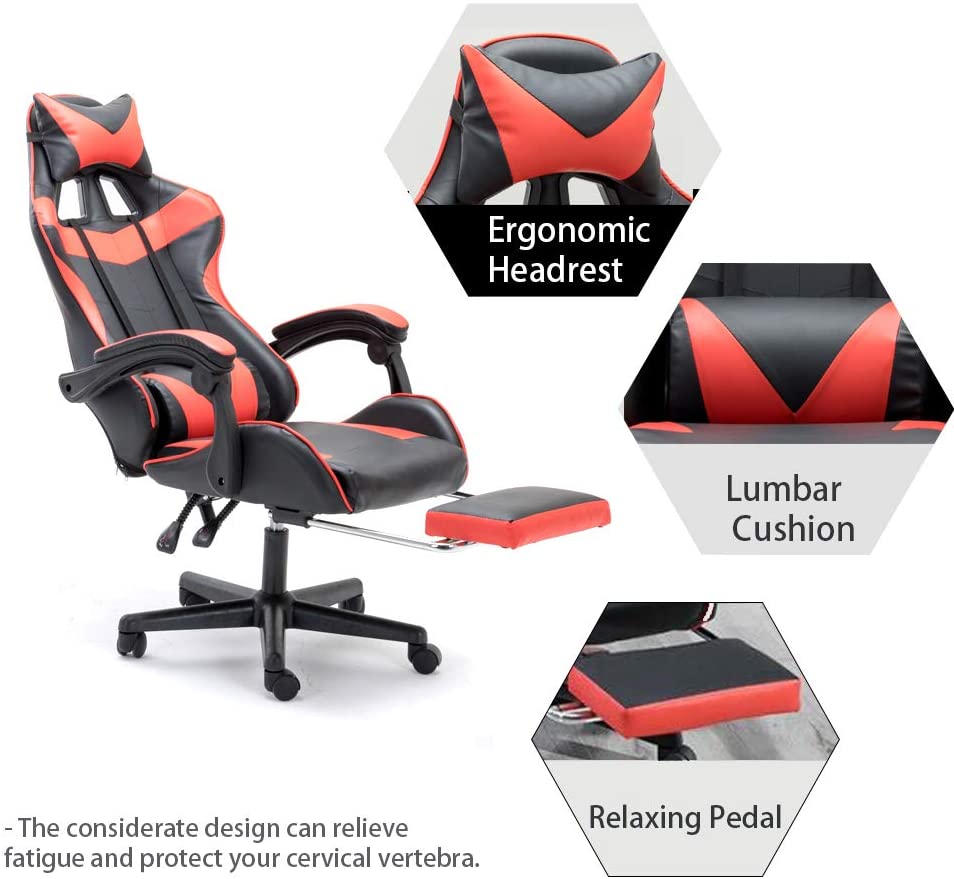 Ergonomic
Headrest
Lumbar
Cushion
Relaxing Pedal
- The considerate design can relieve
fatigue and protect your cervical vertebra.